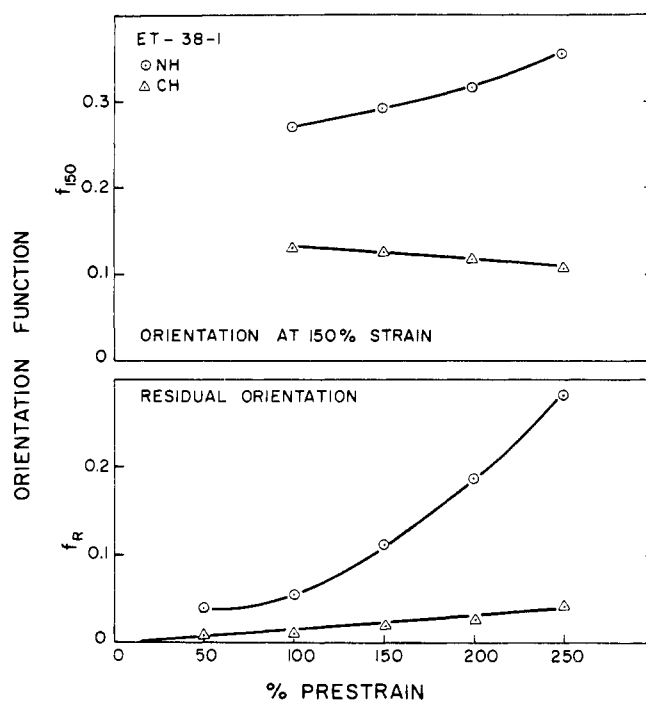 ET-38-1
⊙ NH
△ CH
0.3
0.2
0.1
0
f150
ORIENTATION AT 150% STRAIN
ORIENTATION FUNCTION
RESIDUAL ORIENTATION
0.2
0.1
0
fR
0 50 100 150 200 250
% PRESTRAIN